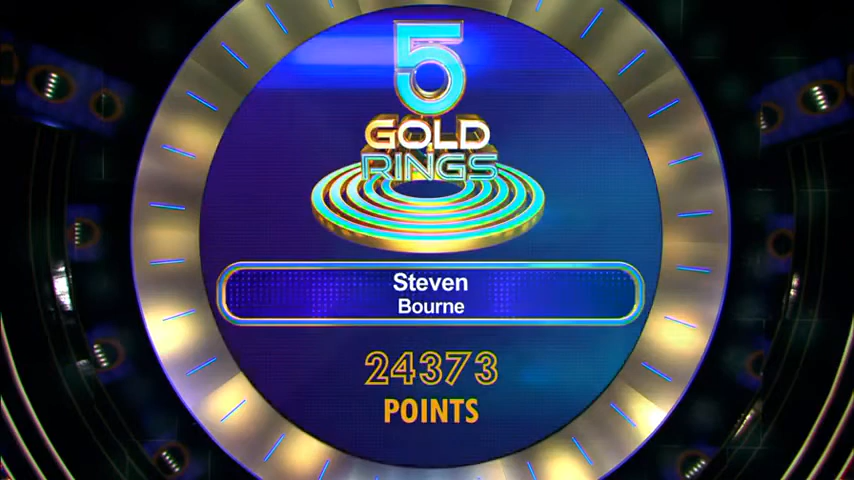 5
GOLD
RINGS
Steven
Bourne
24373
POINTS